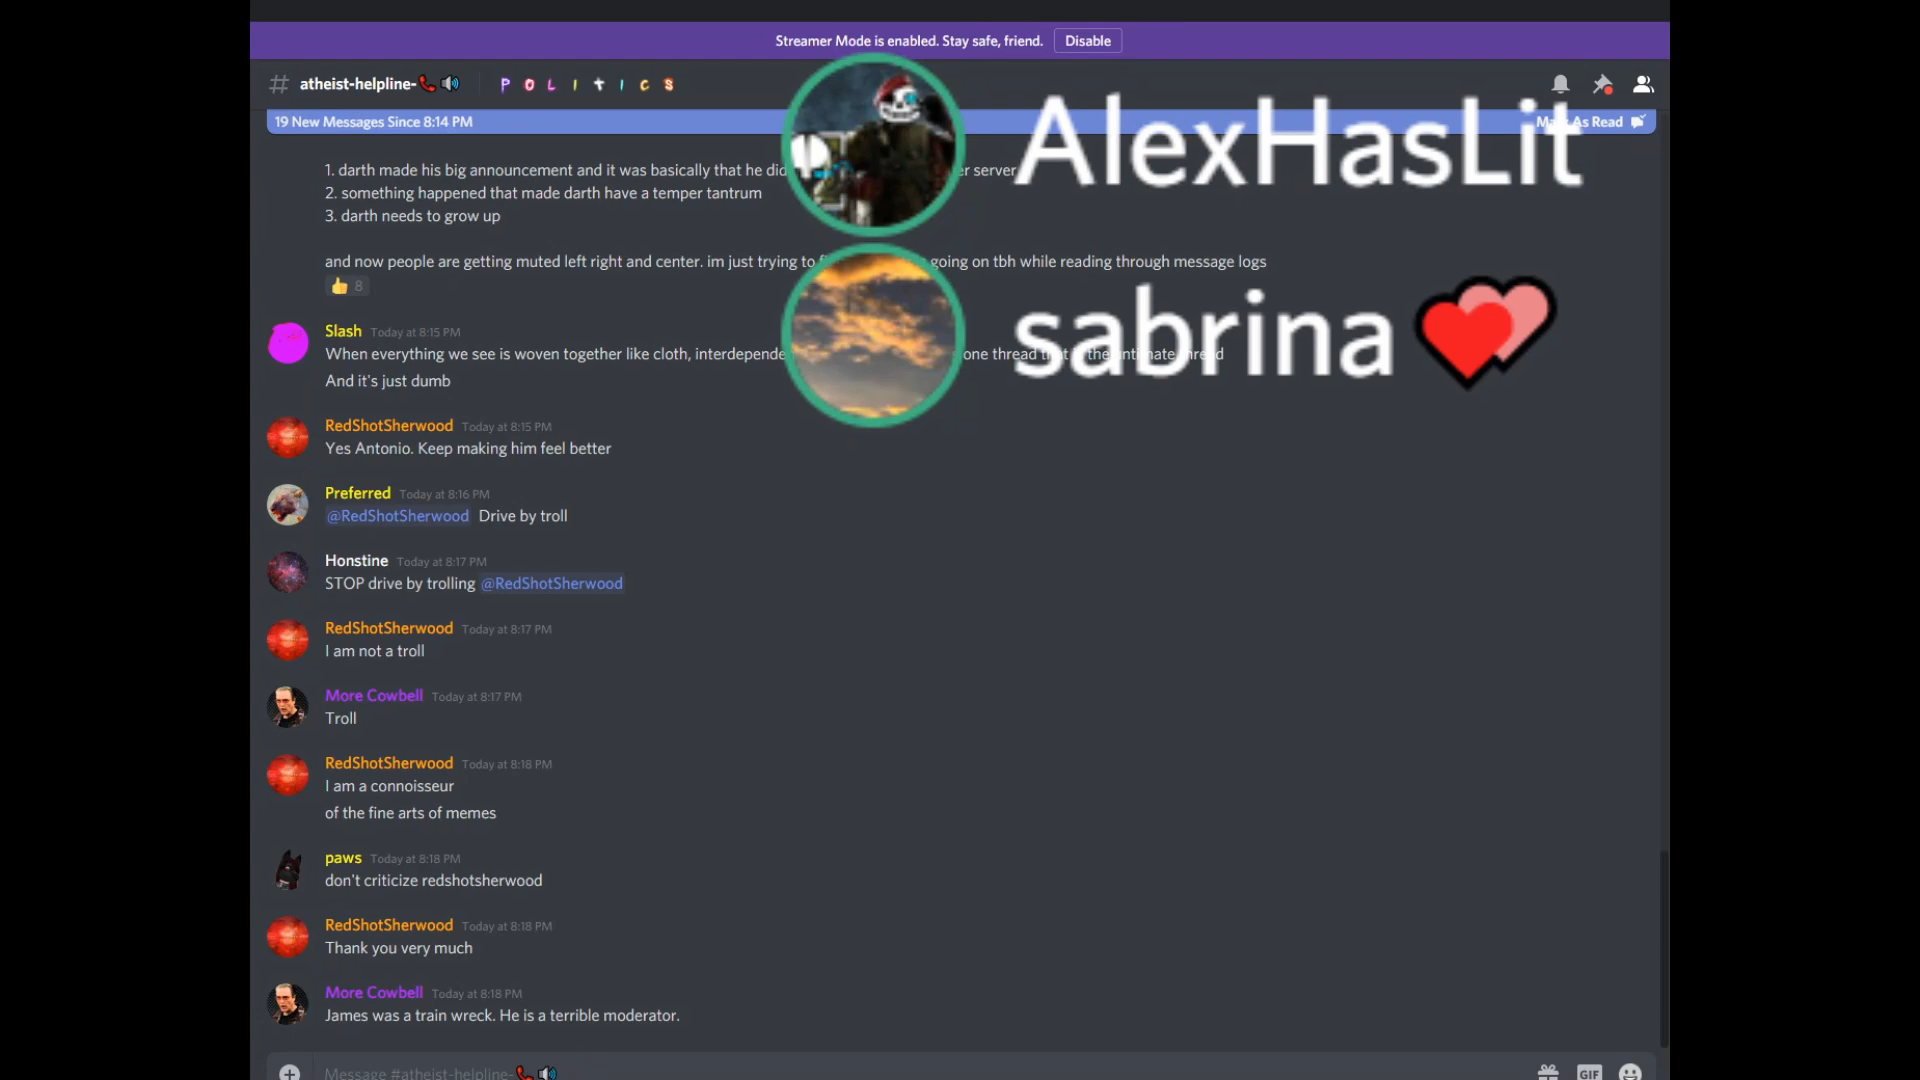 Streamer Mode is enabled. Stay safe, friend. Disable
# atheist-helpline-📞🔊 P O L I T I C S
19 New Messages Since 8:14 PM As Read
1. darth made his big announcement and it was basically that he did er server
2. something happened that made darth have a temper tantrum
3. darth needs to grow up
AlexHasLit
and now people are getting muted left right and center. im just trying to going on tbh while reading through message logs
👍 8
sabrina 💕
Slash Today at 8:15 PM
When everything we see is woven together like cloth, one thread
And it's just dumb
RedShotSherwood Today at 8:15 PM
Yes Antonio. Keep making him feel better
Preferred Today at 8:16 PM
@RedShotSherwood Drive by troll
Honstine Today at 8:17 PM
STOP drive by trolling @RedShotSherwood
RedShotSherwood Today at 8:17 PM
I am not a troll
More Cowbell Today at 8:17 PM
Troll
RedShotSherwood Today at 8:18 PM
I am a connoisseur
of the fine arts of memes
paws Today at 8:18 PM
don't criticize redshotsherwood
RedShotSherwood Today at 8:18 PM
Thank you very much
More Cowbell Today at 8:18 PM
James was a train wreck. He is a terrible moderator.
Message #atheist-helpline-📞🔊
GIF